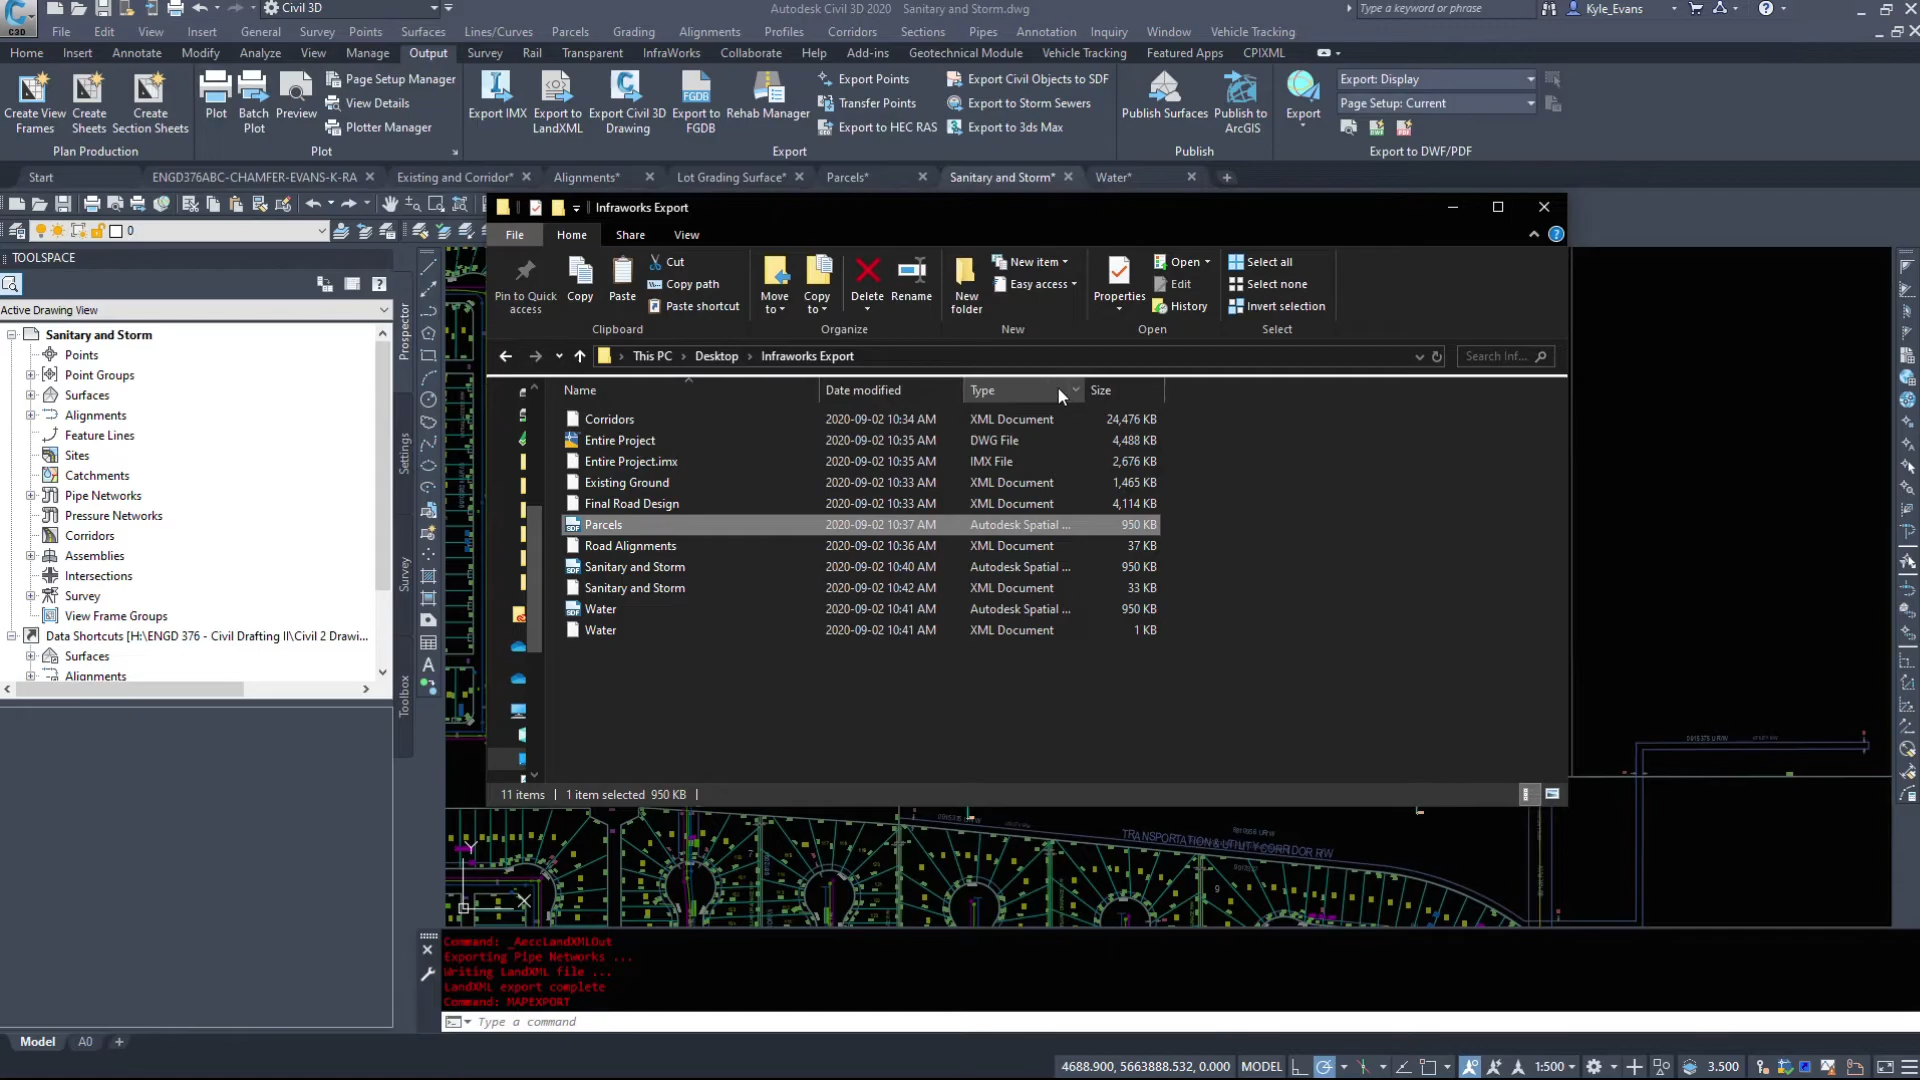 Civil 3D
Autodesk Civil 3D 2020 Sanitary and Storm.dwg
Type a keyword or phrase
Kyle_Evans
C3D
File Edit View Insert General Survey Points Surfaces Lines/Curves Parcels Grading Alignments Profiles Corridors Sections Pipes Annotation Inquiry Window Vehicle Tracking
Home Insert Annotate Modify Analyze View Manage Output Survey Rail Transparent InfraWorks Collaborate Help Add-ins Geotechnical Module Vehicle Tracking Featured Apps CPIXML
Page Setup Manager
Export Points
Export Civil Objects to SDF
Export: Display
View Details
Transfer Points
Export to Storm Sewers
Page Setup: Current
Create View Frames
Create Sheets
Create Section Sheets
Plot
Batch Plot
Preview
Plotter Manager
Export IMX
Export to LandXML
Export Civil 3D Drawing
Export to FGDB
Rehab Manager
Export to HEC RAS
Export to 3ds Max
Publish Surfaces
Publish to ArcGIS
Export
Plan Production
Plot
Export
Publish
Export to DWF/PDF
Start
ENGD376ABC-CHAMFER-EVANS-K-RA
Existing and Corridor*
Alignments*
Lot Grading Surface*
Parcels*
Sanitary and Storm*
Water*
0
Infraworks Export
File Home Share View
Pin to Quick access
Copy
Paste
Cut
Copy path
Paste shortcut
Move to
Copy to
Delete
Rename
New folder
New item
Easy access
Properties
Open
Edit
History
Select all
Select none
Invert selection
Clipboard
Organize
New
Open
Select
This PC > Desktop > Infraworks Export
Search Inf...
Name Date modified Type Size
Corridors 2020-09-02 10:34 AM XML Document 24,476 KB
Entire Project 2020-09-02 10:35 AM DWG File 4,488 KB
Entire Project.imx 2020-09-02 10:35 AM IMX File 2,676 KB
Existing Ground 2020-09-02 10:33 AM XML Document 1,465 KB
Final Road Design 2020-09-02 10:33 AM XML Document 4,114 KB
Parcels 2020-09-02 10:37 AM Autodesk Spatial ... 950 KB
Road Alignments 2020-09-02 10:36 AM XML Document 37 KB
Sanitary and Storm 2020-09-02 10:40 AM Autodesk Spatial ... 950 KB
Sanitary and Storm 2020-09-02 10:42 AM XML Document 33 KB
Water 2020-09-02 10:41 AM Autodesk Spatial ... 950 KB
Water 2020-09-02 10:41 AM XML Document 1 KB
11 items 1 item selected 950 KB
TOOLSPACE
Active Drawing View
Sanitary and Storm
Points
Point Groups
Surfaces
Alignments
Feature Lines
Sites
Catchments
Pipe Networks
Pressure Networks
Corridors
Assemblies
Intersections
Survey
View Frame Groups
Data Shortcuts [H:\ENGD 376 - Civil Drafting II\Civil 2 Drawi...
Surfaces
Alignments
Prospector
Settings
Survey
Toolbox
TRANSPORTATION & UTILITY CORRIDOR RW
Y
X
Command: _AeccLandXMLOut
Exporting Pipe Networks ...
Writing LandXML file ...
LandXML export complete
Command: MAPEXPORT
Type a command
Model A0 +
4688.900, 5663888.532, 0.000 MODEL
1:500
3.500